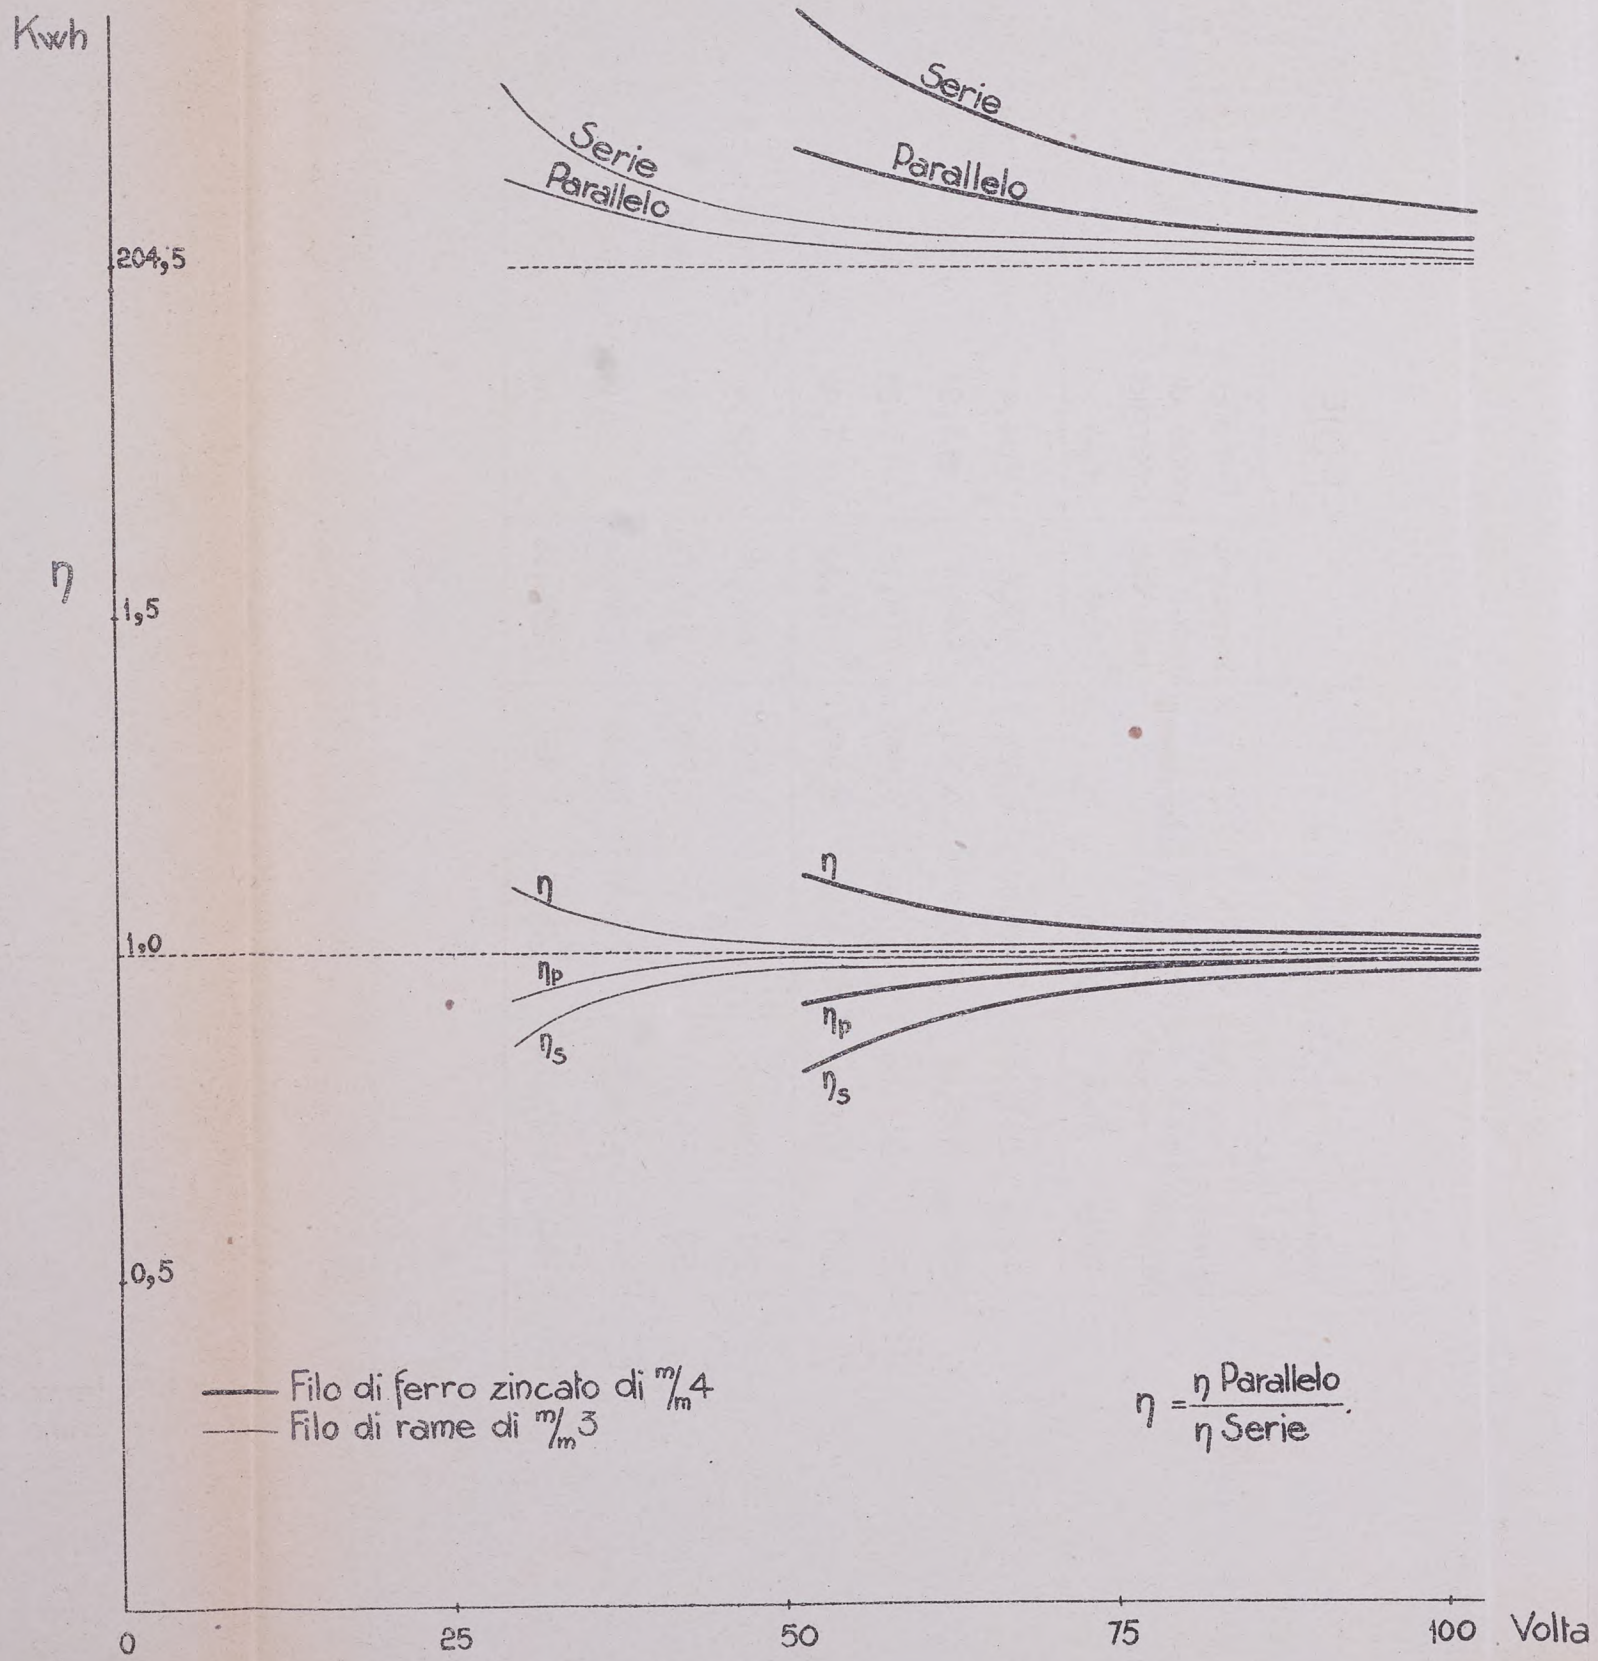 Kwh
Serie
Serie
Parallelo
Parallelo
204,5
η
1,5
η
η
1,0
ηp
ηp
ηs
ηs
0,5
Filo di ferro zincato di m/m 4
Filo di rame di m/m 3
η = η Parallelo / η Serie.
0 25 50 75 100 Volta